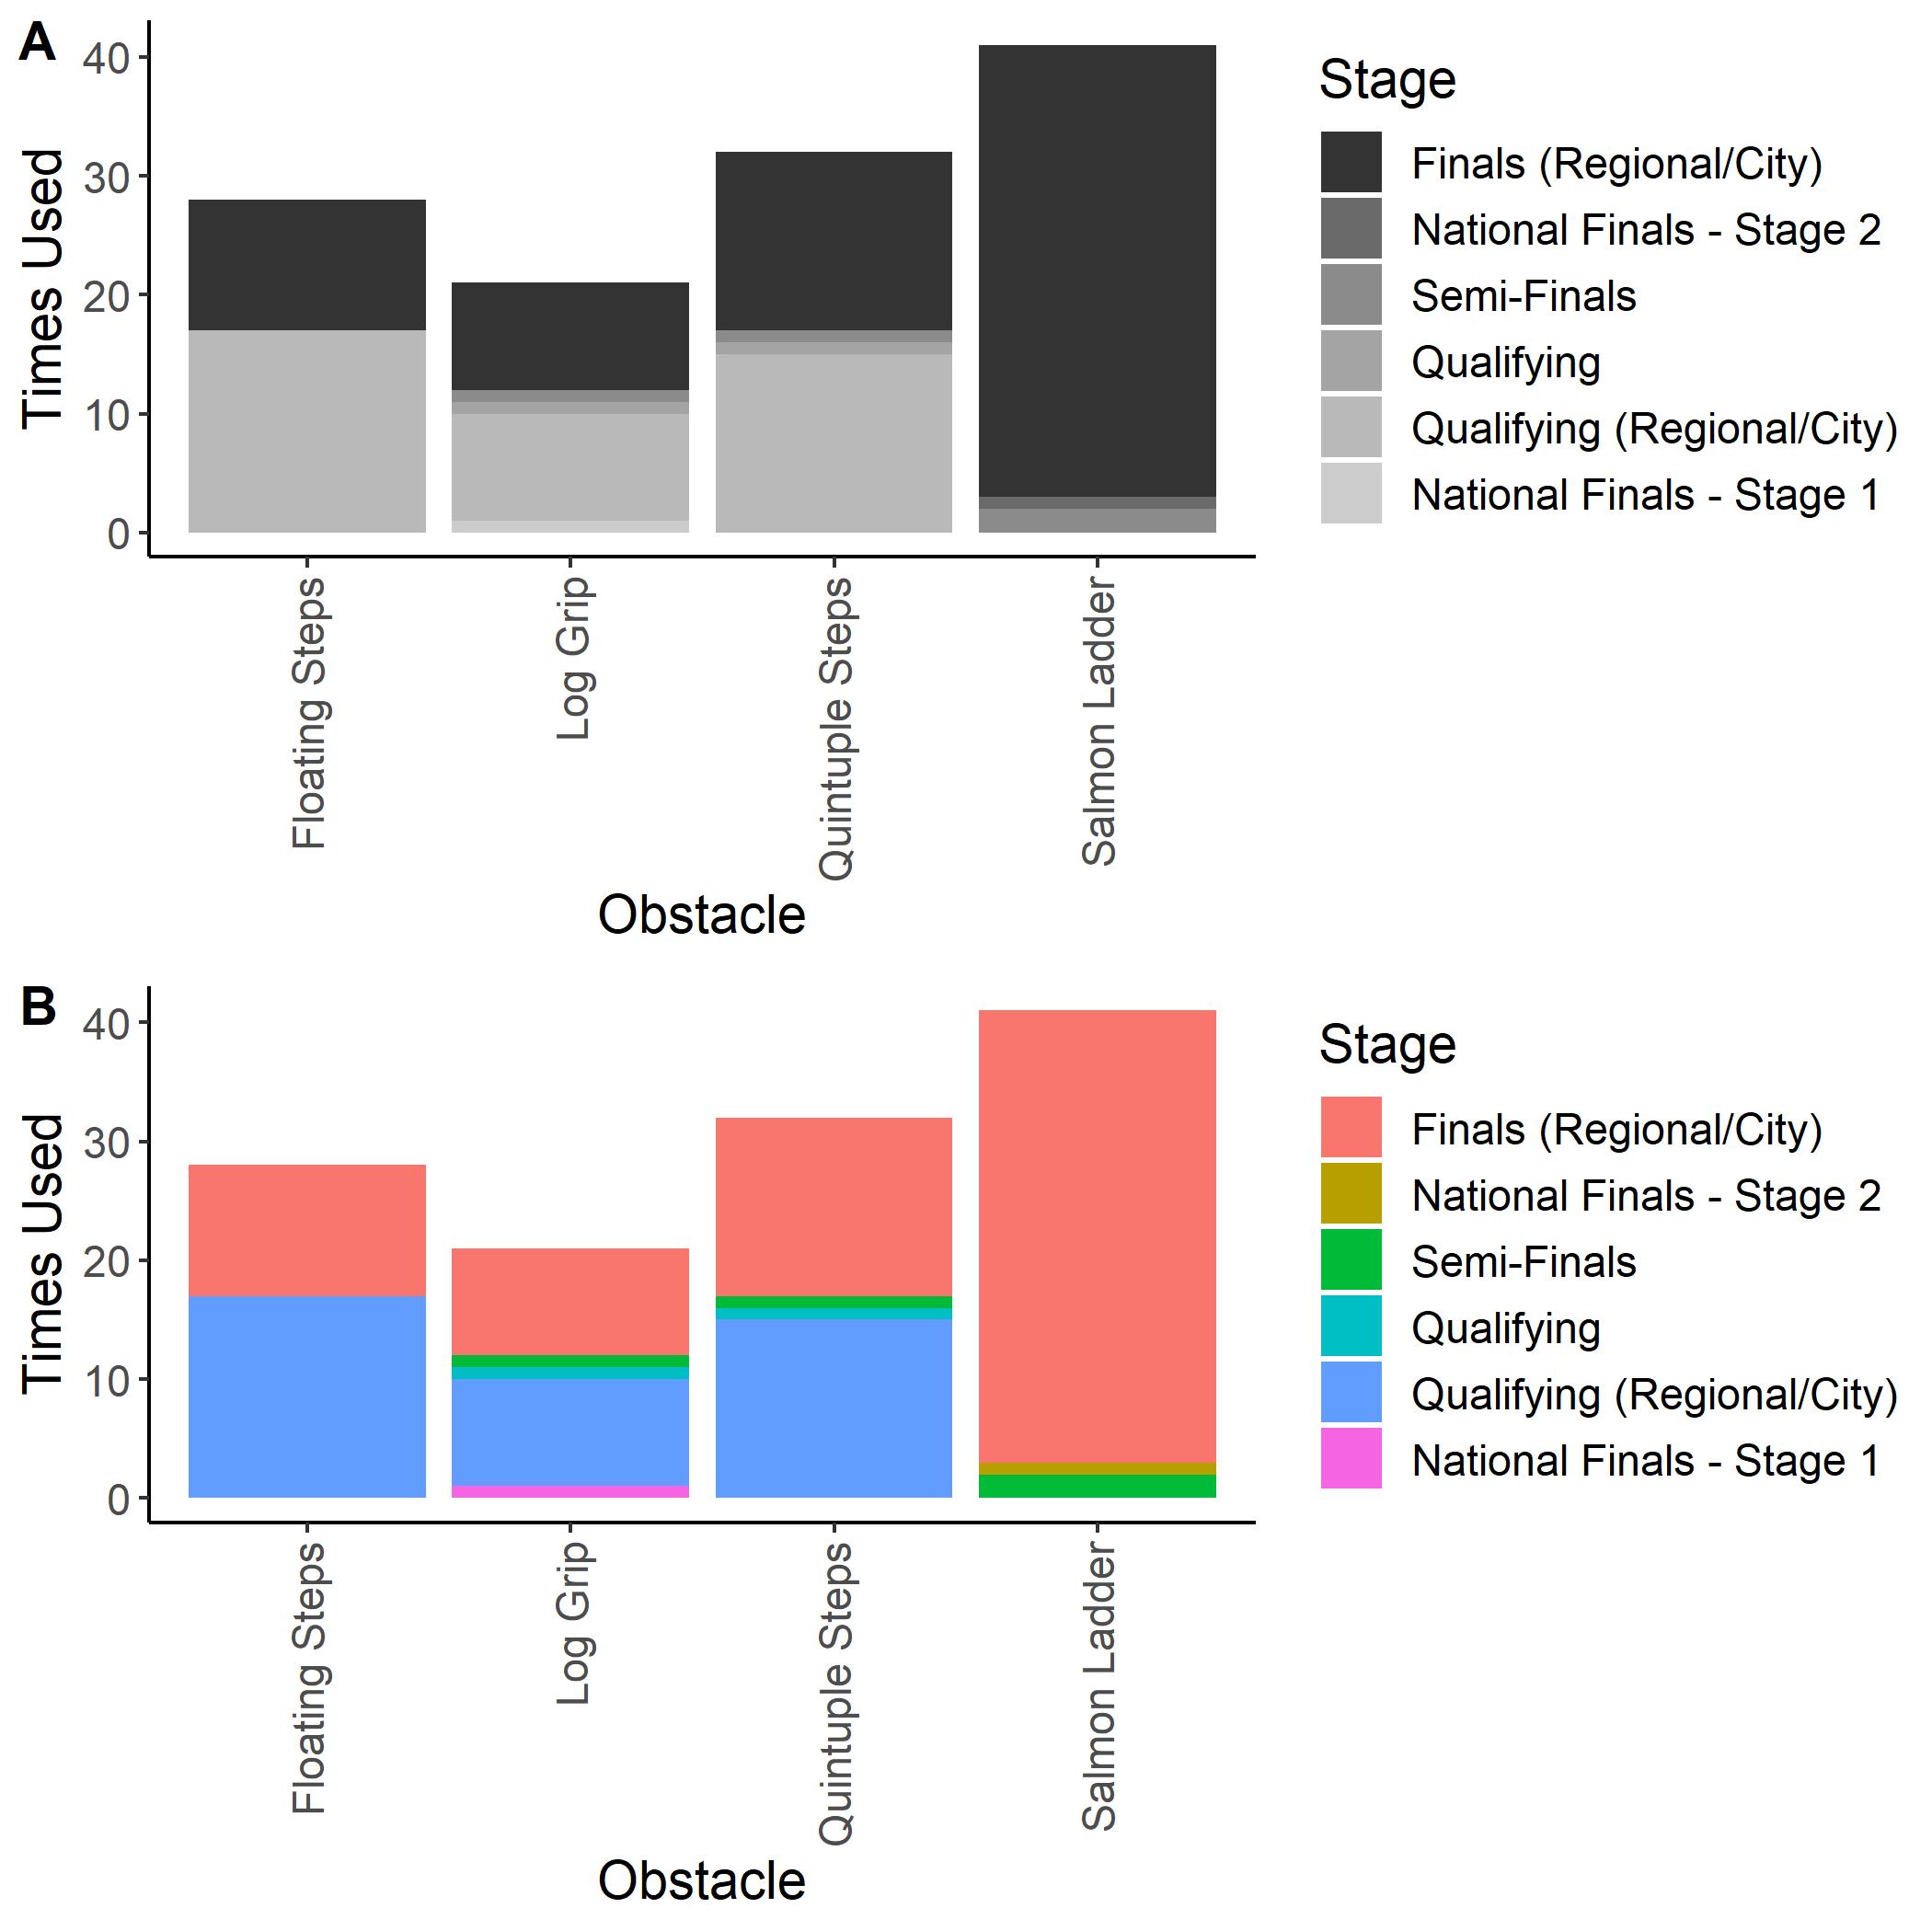 A
40
30
20
10
0
Times Used
Floating Steps
Log Grip
Quintuple Steps
Salmon Ladder
Obstacle
Stage
Finals (Regional/City)
National Finals - Stage 2
Semi-Finals
Qualifying
Qualifying (Regional/City)
National Finals - Stage 1
B
40
30
20
10
0
Times Used
Floating Steps
Log Grip
Quintuple Steps
Salmon Ladder
Obstacle
Stage
Finals (Regional/City)
National Finals - Stage 2
Semi-Finals
Qualifying
Qualifying (Regional/City)
National Finals - Stage 1